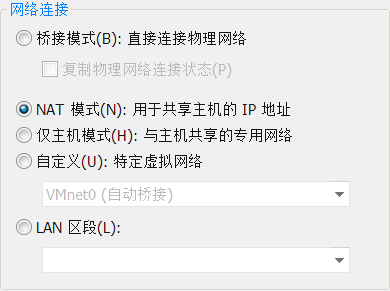 网络连接
桥接模式(B): 直接连接物理网络
复制物理网络连接状态(P)
NAT 模式(N): 用于共享主机的 IP 地址
仅主机模式(H): 与主机共享的专用网络
自定义(U): 特定虚拟网络
VMnet0 (自动桥接)
LAN 区段(L):